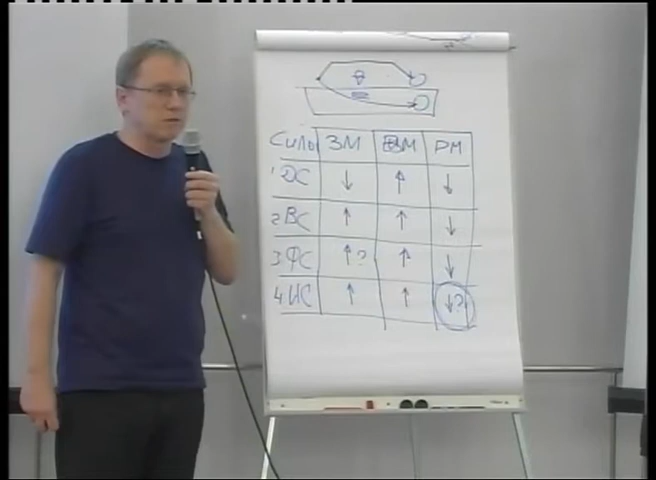 Силы ЗМ ВМ РМ
1 ДС ↓ ↑ ↓
2 ВС ↑ ↑ ↓
3 ФС ↑? ↑ ↓
4 ИС ↑ ↑ ↓?